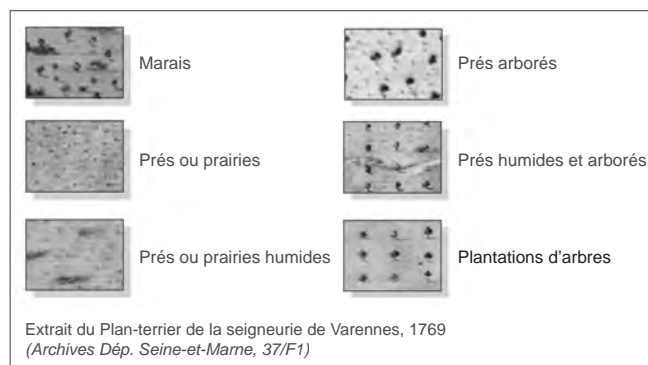 Marais
Prés arborés
Prés ou prairies
Prés humides et arborés
Prés ou prairies humides
Plantations d'arbres
Extrait du Plan-terrier de la seigneurie de Varennes, 1769
(Archives Dép. Seine-et-Marne, 37/F1)